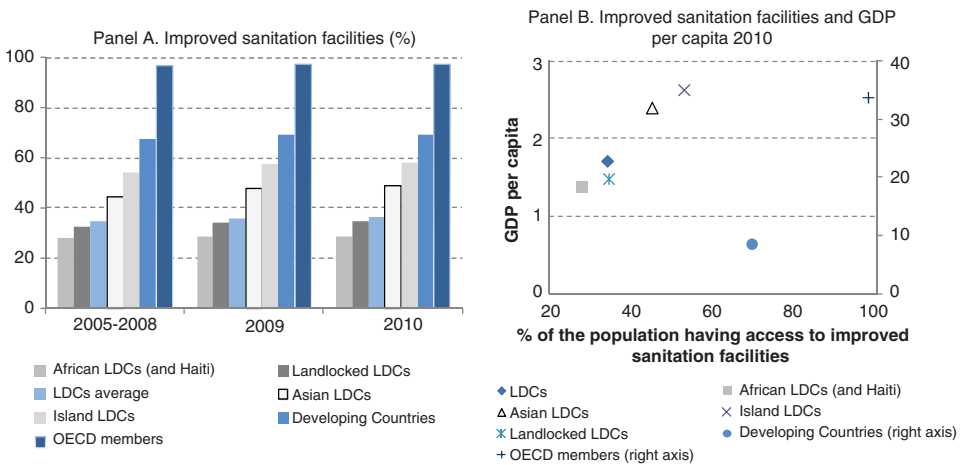 Panel A. Improved sanitation facilities (%)
100
80
60
40
20
0
2005-2008 2009 2010
African LDCs (and Haiti) Landlocked LDCs
LDCs average Asian LDCs
Island LDCs Developing Countries
OECD members
Panel B. Improved sanitation facilities and GDP
per capita 2010
GDP per capita
3
2
1
0
40
30
20
10
0
20 40 60 80 100
% of the population having access to improved
sanitation facilities
LDCs African LDCs (and Haiti)
Asian LDCs Island LDCs
Landlocked LDCs Developing Countries (right axis)
OECD members (right axis)